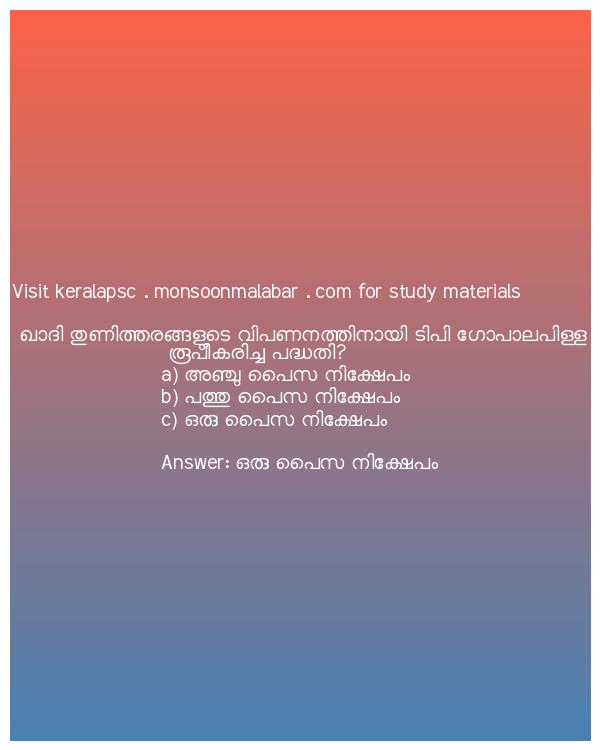 Visit keralapsc . monsoonmalabar . com for study materials
ഖാദി തുണിത്തരങ്ങളുടെ വിപണനത്തിനായി ടിപി ഗോപാലപിള്ള
രൂപീകരിച്ച പദ്ധതി?
a) അഞ്ചു പൈസ നിക്ഷേപം
b) പത്തു പൈസ നിക്ഷേപം
c) ഒരു പൈസ നിക്ഷേപം
Answer: ഒരു പൈസ നിക്ഷേപം